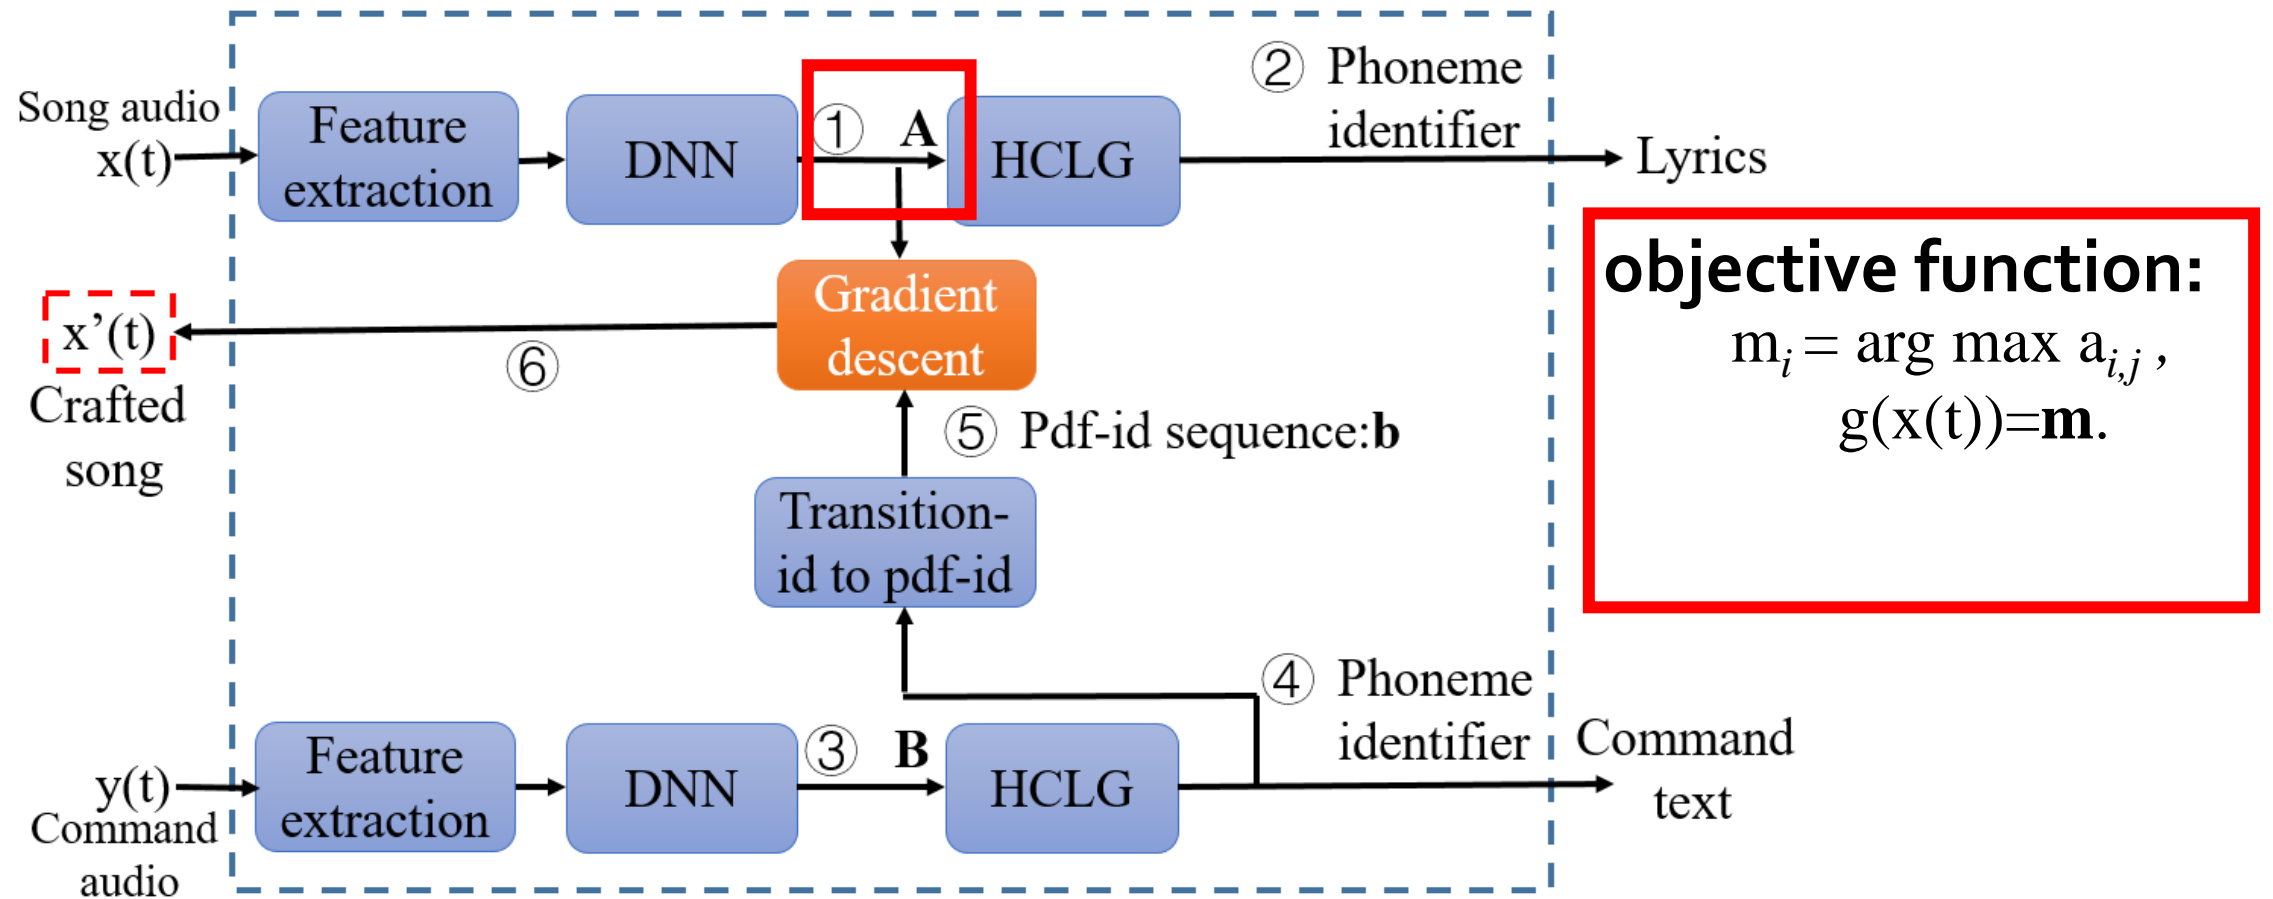 Song audio
x(t)
Feature
extraction
DNN
① A
HCLG
② Phoneme
identifier
Lyrics
objective function:
mᵢ = arg max aᵢ,ⱼ ,
g(x(t))=m.
x’(t)
Crafted
song
⑥
Gradient
descent
⑤ Pdf-id sequence:b
Transition-
id to pdf-id
y(t)
Command
audio
Feature
extraction
DNN
③ B
HCLG
④ Phoneme
identifier
Command
text